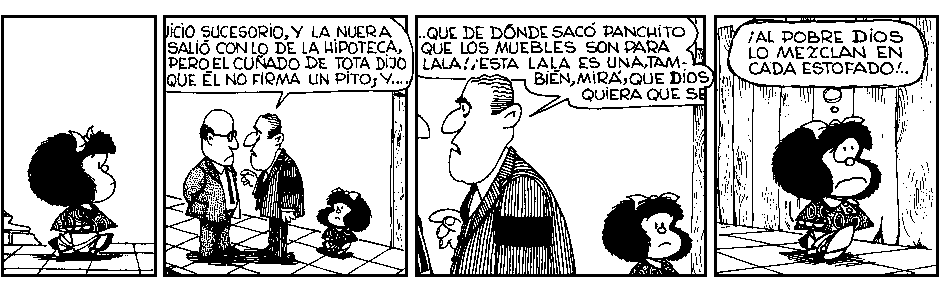 JICIO SUCESORIO, Y LA NUERA
SALIÓ CON LO DE LA HIPOTECA,
PERO EL CUÑADO DE TOTA DIJO
QUE ÉL NO FIRMA UN PITO; Y...
..QUE DE DÓNDE SACÓ PANCHITO
QUE LOS MUEBLES SON PARA
LALA! ¡ESTA LALA ES UNA, TAM-
BIÉN, MIRÁ, QUE DIOS
QUIERA QUE SE
¡AL POBRE DIOS
LO MEZCLAN EN
CADA ESTOFADO!..